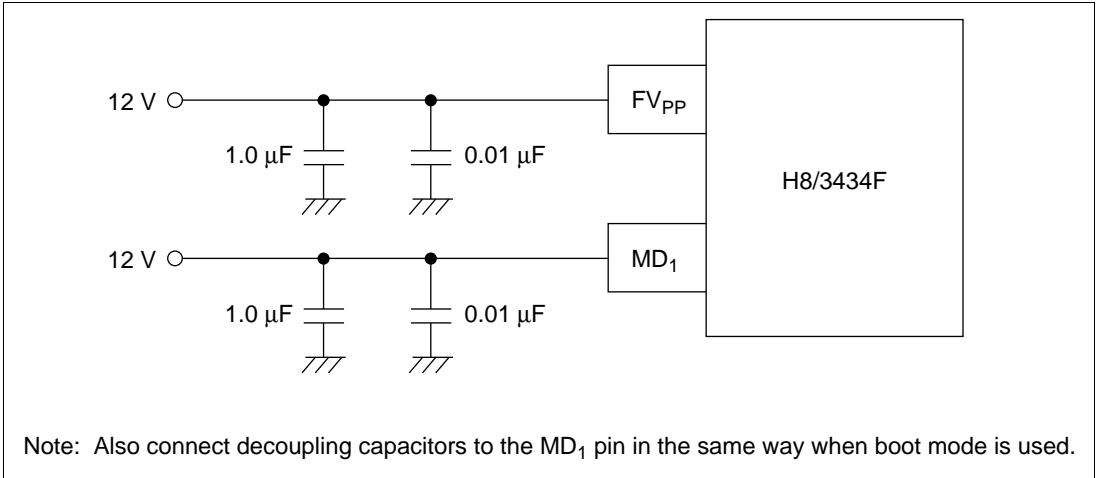 12 V
FVPP
1.0 μF
0.01 μF
H8/3434F
12 V
MD1
1.0 μF
0.01 μF
Note: Also connect decoupling capacitors to the MD1 pin in the same way when boot mode is used.